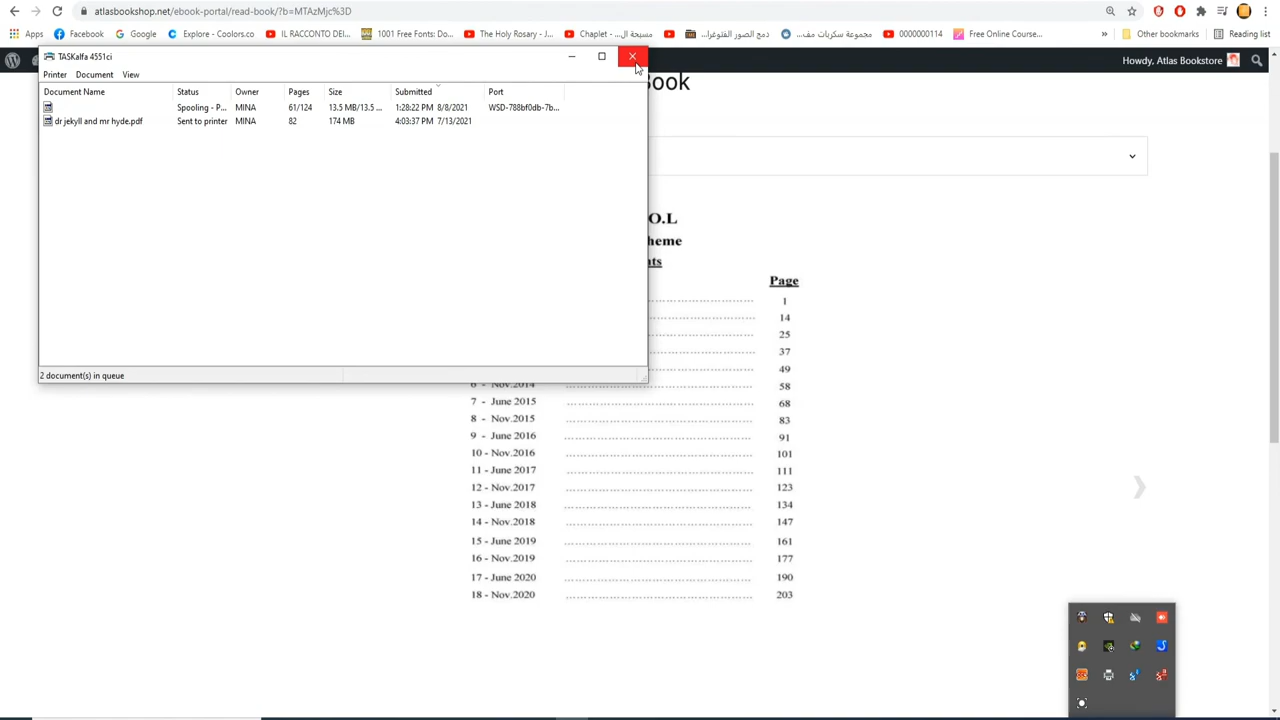 atlasbookshop.net/ebook-portal/read-book/?b=MTAzMjc%3D
Apps Facebook Google Explore - Coolors.co IL RACCONTO DEI... 1001 Free Fonts: Do... The Holy Rosary - J... Chaplet - ...ال مسيحة دمج الصور الفتوغرا... مجموعة سكربات مف... 0000000114 Free Online Course... » Other bookmarks Reading list
Howdy, Atlas Bookstore
TASKalfa 4551ci
Printer Document View
Document Name Status Owner Pages Size Submitted Port
Spooling - P... MINA 61/124 13.5 MB/13.5 ... 1:28:22 PM 8/8/2021 WSD-788bf0db-7b...
dr jekyll and mr hyde.pdf Sent to printer MINA 82 174 MB 4:03:37 PM 7/13/2021
2 document(s) in queue
ook
O.L
heme
nts
Page
1
14
25
37
49
6 - Nov.2014 58
7 - June 2015 68
8 - Nov.2015 83
9 - June 2016 91
10 - Nov.2016 101
11 - June 2017 111
12 - Nov.2017 123
13 - June 2018 134
14 - Nov.2018 147
15 - June 2019 161
16 - Nov.2019 177
17 - June 2020 190
18 - Nov.2020 203